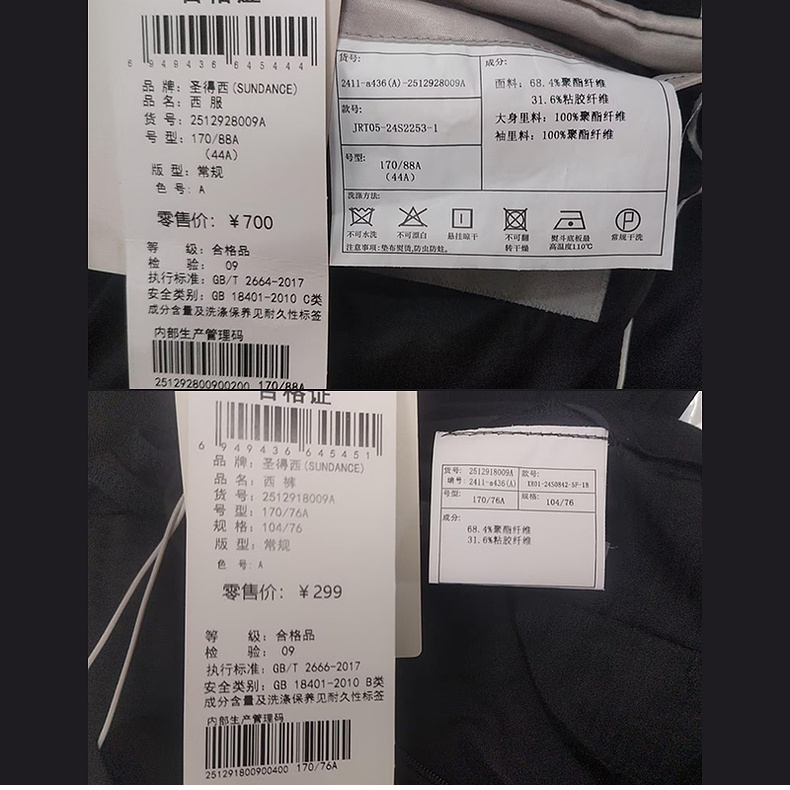 合格证
6 949436 645444
品 牌：圣得西(SUNDANCE)
品 名：西 服
货 号：2512928009A
号 型：170/88A
(44A)
版 型：常规
色 号：A
零售价：￥700
等 级：合格品
检 验：09
执行标准：GB/T 2664-2017
安全类别：GB 18401-2010 C类
成分含量及洗涤保养见耐久性标签
内部生产管理码
251292800900200 170/88A
货号：
2411-a436(A)-2512928009A
款号：
JRT05-24S2253-1
号型：
170/88A
(44A)
成分：
面料：68.4%聚酯纤维
31.6%粘胶纤维
大身里料：100%聚酯纤维
袖里料：100%聚酯纤维
洗涤方法：
不可水洗
不可漂白
悬挂晾干
不可翻
转干燥
熨斗底板最
高温度110℃
常规干洗
注意事项：垫布熨烫，防虫防蛀。
合格证
6 949436 645451
品 牌：圣得西(SUNDANCE)
品 名：西 裤
货 号：2512918009A
号 型：170/76A
规 格：104/76
版 型：常规
色 号：A
零售价：￥299
等 级：合格品
检 验：09
执行标准：GB/T 2666-2017
安全类别：GB 18401-2010 B类
成分含量及洗涤保养见耐久性标签
内部生产管理码
251291800900400 170/76A
货号：2512918009A
编号：2411-a436(A)
款号：
XK01-24S0842-5F-18
号型：
170/76A
规格：
104/76
成分：
68.4%聚酯纤维
31.6%粘胶纤维